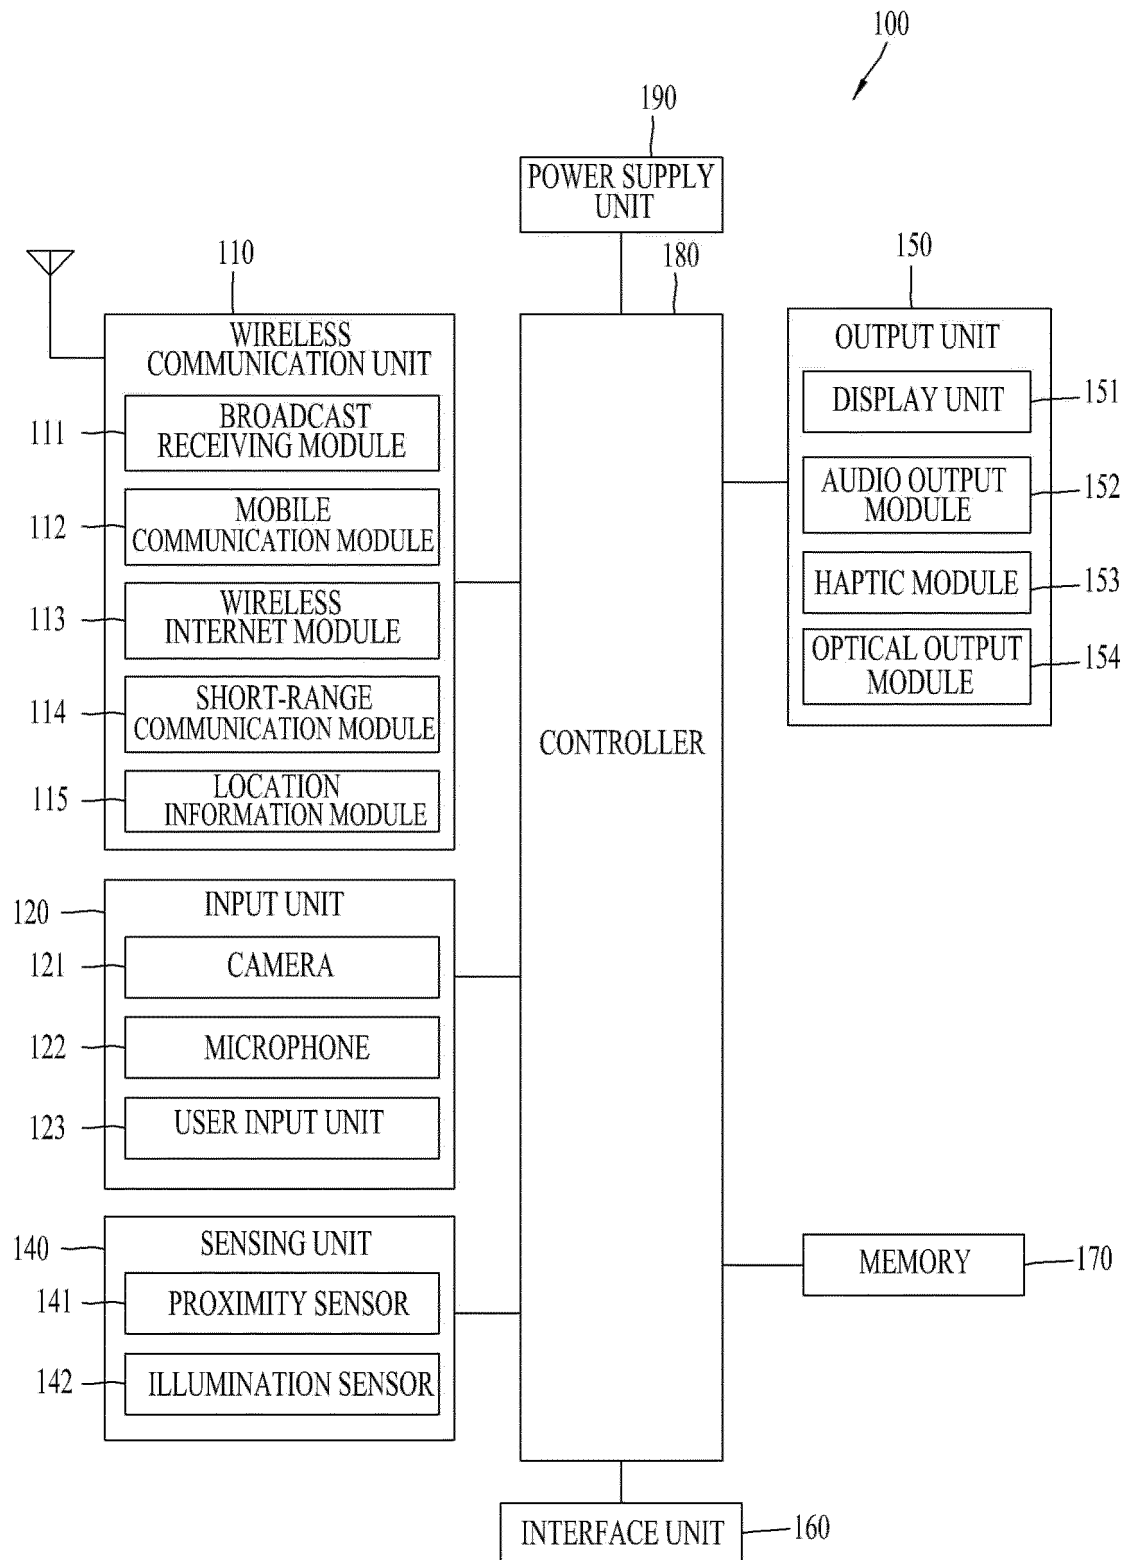 100
190
POWER SUPPLY
UNIT
110
180
150
WIRELESS
COMMUNICATION UNIT
111
BROADCAST
RECEIVING MODULE
112
MOBILE
COMMUNICATION MODULE
113
WIRELESS
INTERNET MODULE
114
SHORT-RANGE
COMMUNICATION MODULE
115
LOCATION
INFORMATION MODULE
120
INPUT UNIT
121
CAMERA
122
MICROPHONE
123
USER INPUT UNIT
140
SENSING UNIT
141
PROXIMITY SENSOR
142
ILLUMINATION SENSOR
CONTROLLER
OUTPUT UNIT
DISPLAY UNIT
151
AUDIO OUTPUT
MODULE
152
HAPTIC MODULE
153
OPTICAL OUTPUT
MODULE
154
MEMORY
170
INTERFACE UNIT
160